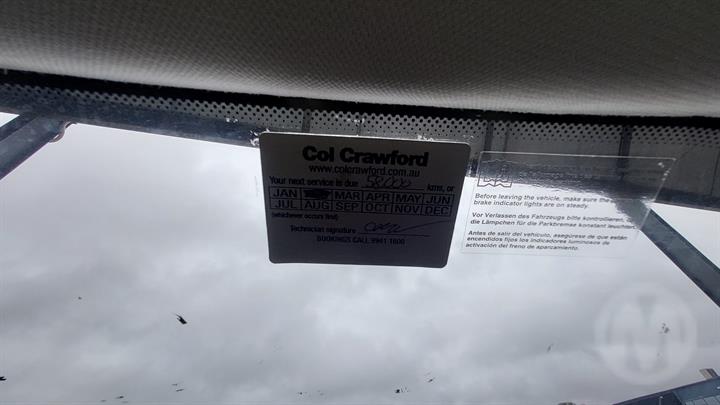 Col Crawford
www.colcrawford.com.au
Your next service is due 58000 kms, or
JAN MAR APR MAY JUN
JUL AUG SEP OCT NOV DEC
(whichever occurs first)
Technician signature
BOOKINGS CALL 9941 1600
Before leaving the vehicle, make sure the
brake indicator lights are on steady.
Vor Verlassen des Fahrzeugs bitte kontrollieren,
die Lämpchen für die Parkbremse konstant leuchten.
Antes de salir del vehículo, asegúrese de que están
encendidos fijos los indicadores luminosos de
activación del freno de aparcamiento.